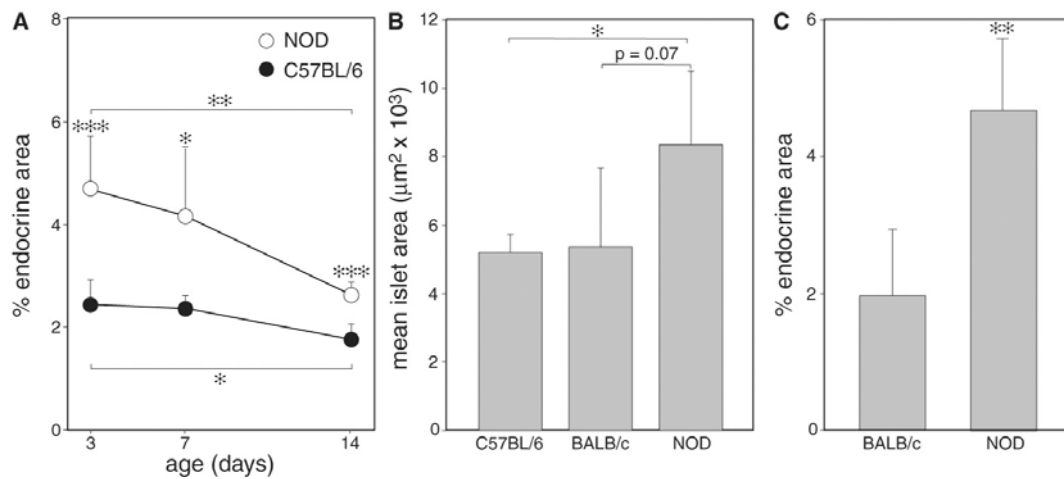 A
8%
6
4
2
0
% endocrine area
NOD
C57BL/6
**
***
*
***
*
3 7 14
age (days)
B
12
10
8
6
4
2
0
mean islet area (µm² x 10³)
*
p = 0.07
C57BL/6 BALB/c NOD
C
6%
4
2
0
% endocrine area
**
BALB/c NOD